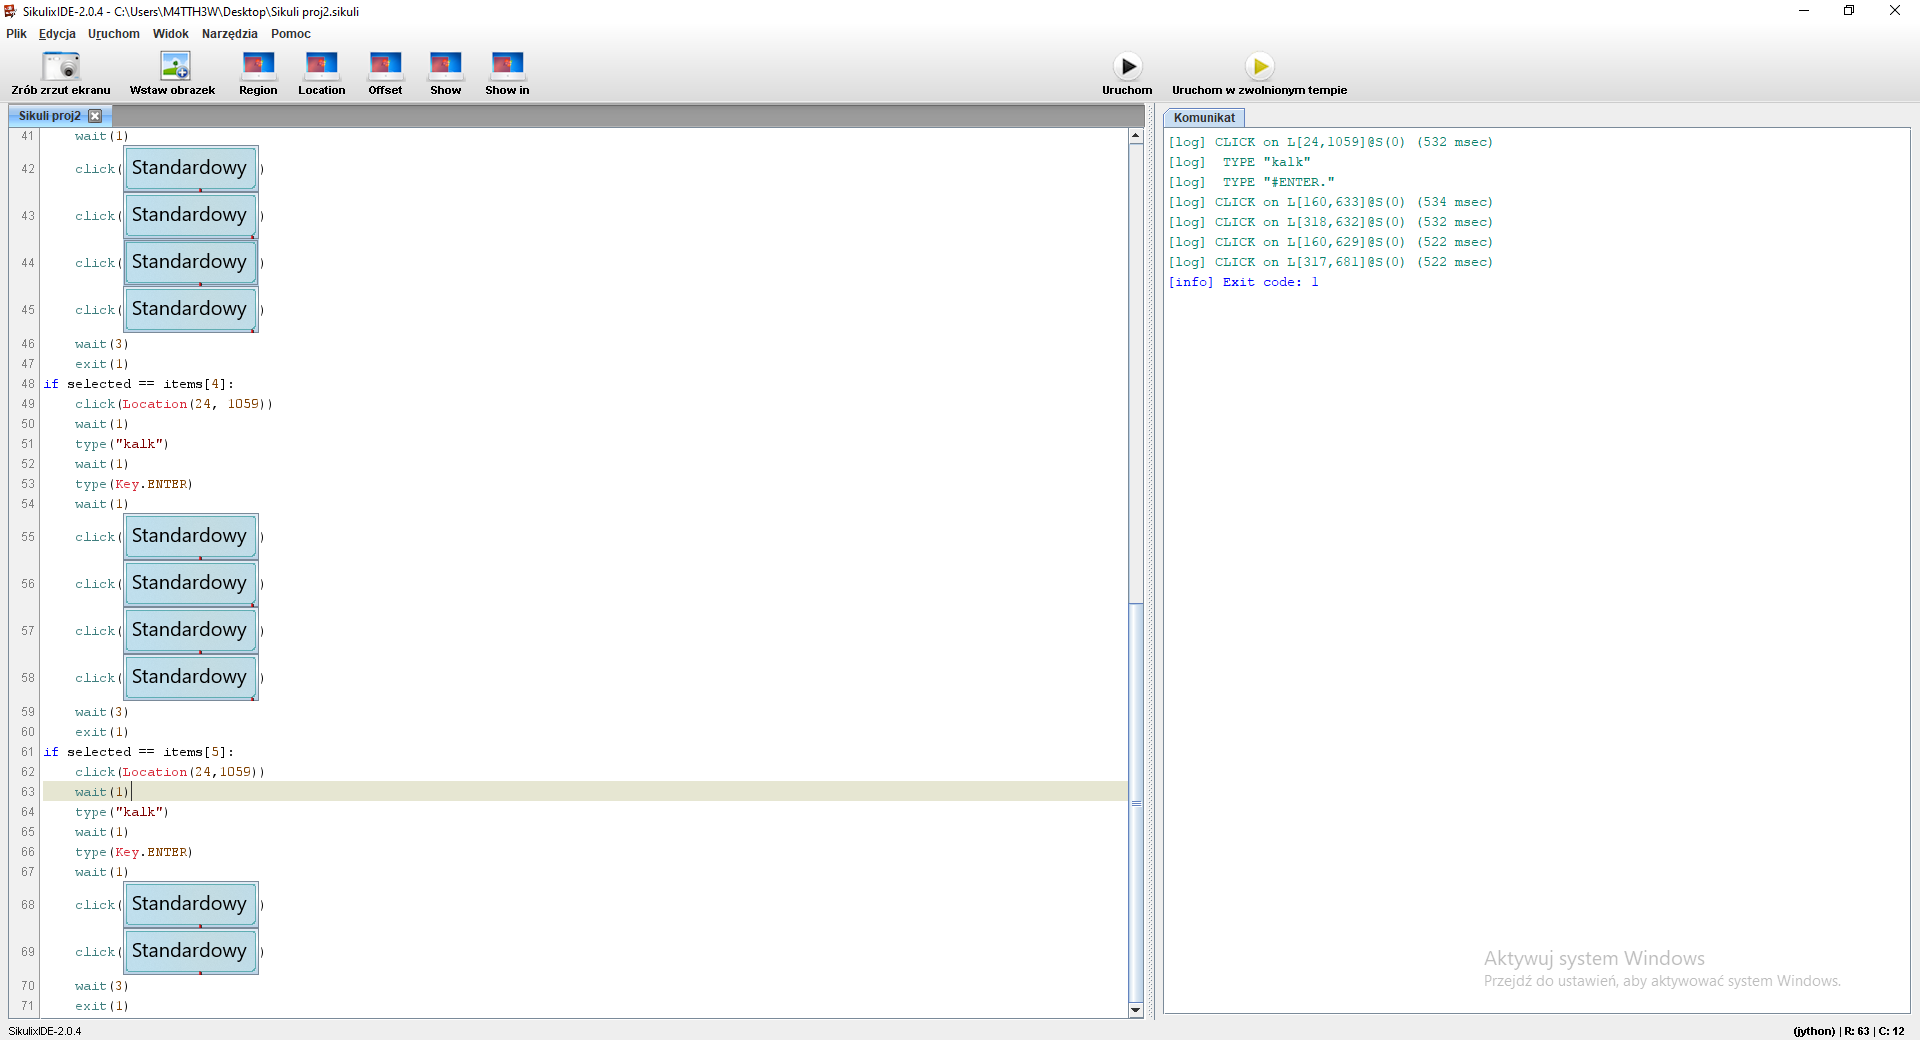 SikulixIDE-2.0.4 - C:\Users\M4TTH3W\Desktop\Sikuli proj2.sikuli
Plik Edycja Uruchom Widok Narzędzia Pomoc
Zrób zrzut ekranu Wstaw obrazek Region Location Offset Show Show in Uruchom Uruchom w zwolnionym tempie
Sikuli proj2
41 wait(1)
42 click( Standardowy )
43 click( Standardowy )
44 click( Standardowy )
45 click( Standardowy )
46 wait(3)
47 exit(1)
48 if selected == items[4]:
49 click(Location(24, 1059))
50 wait(1)
51 type("kalk")
52 wait(1)
53 type(Key.ENTER)
54 wait(1)
55 click( Standardowy )
56 click( Standardowy )
57 click( Standardowy )
58 click( Standardowy )
59 wait(3)
60 exit(1)
61 if selected == items[5]:
62 click(Location(24,1059))
63 wait(1)
64 type("kalk")
65 wait(1)
66 type(Key.ENTER)
67 wait(1)
68 click( Standardowy )
69 click( Standardowy )
70 wait(3)
71 exit(1)
Komunikat
[log] CLICK on L[24,1059]@S(0) (532 msec)
[log] TYPE "kalk"
[log] TYPE "#ENTER."
[log] CLICK on L[160,633]@S(0) (534 msec)
[log] CLICK on L[318,632]@S(0) (532 msec)
[log] CLICK on L[160,629]@S(0) (522 msec)
[log] CLICK on L[317,681]@S(0) (522 msec)
[info] Exit code: 1
Aktywuj system Windows
Przejdź do ustawień, aby aktywować system Windows.
SikulixIDE-2.0.4
(jython) | R: 63 | C: 12